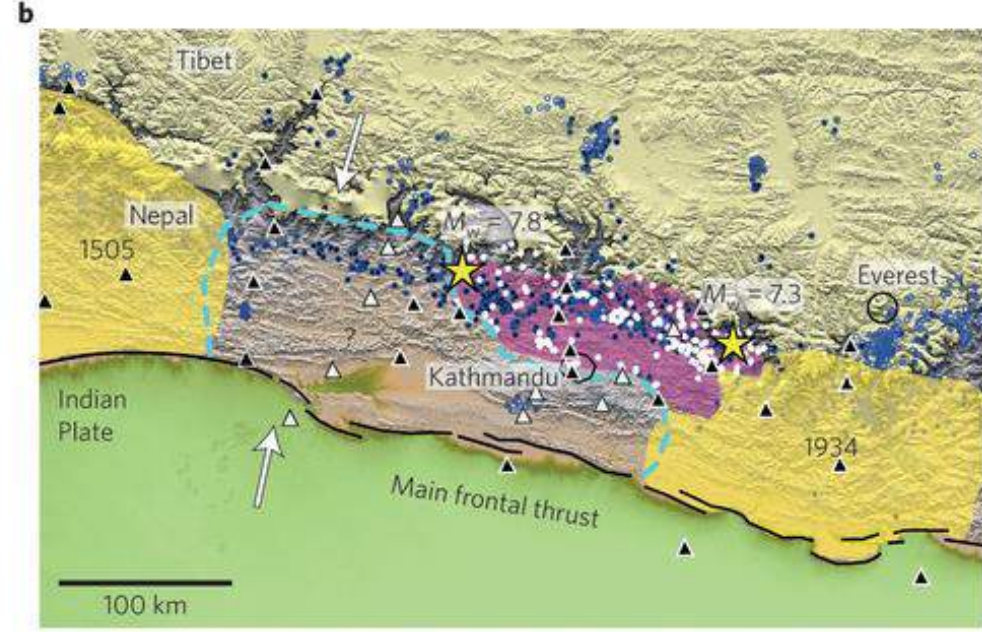 b
Tibet
Nepal
Mw = 7.8
1505
Everest
Mw = 7.3
?
Kathmandu
Indian
Plate
1934
Main frontal thrust
100 km